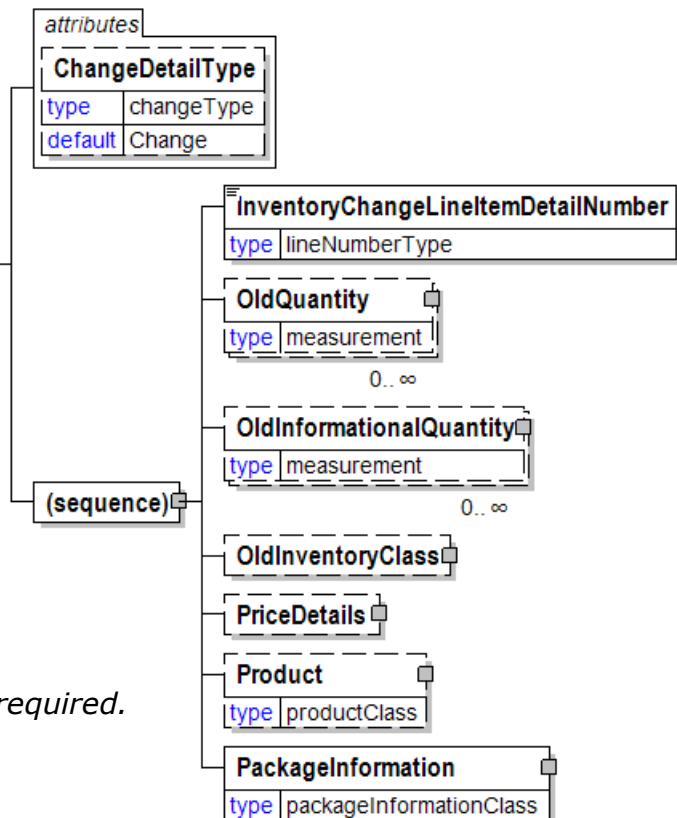 attributes
ChangeDetailType
type changeType
default Change
InventoryChangeLineItemDetailNumber
type lineNumberType
OldQuantity
type measurement
0.. ∞
OldInformationalQuantity
type measurement
0.. ∞
(sequence)
OldInventoryClass
PriceDetails
Product
type productClass
required.
PackageInformation
type packageInformationClass